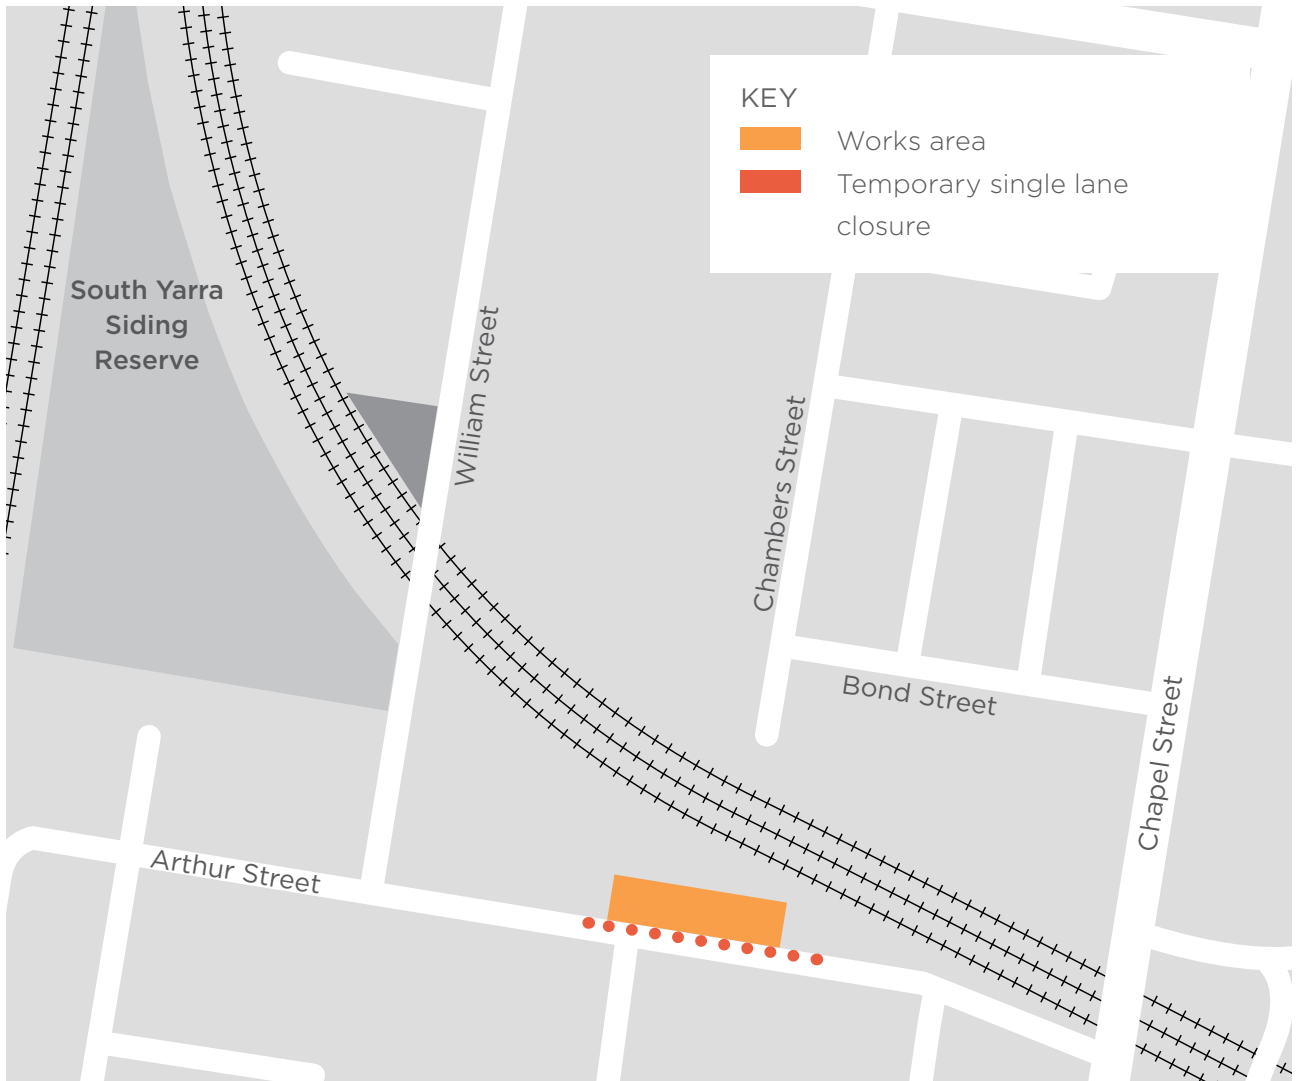 KEY
Works area
Temporary single lane
closure
South Yarra
Siding
Reserve
William Street
Chambers Street
Bond Street
Chapel Street
Arthur Street